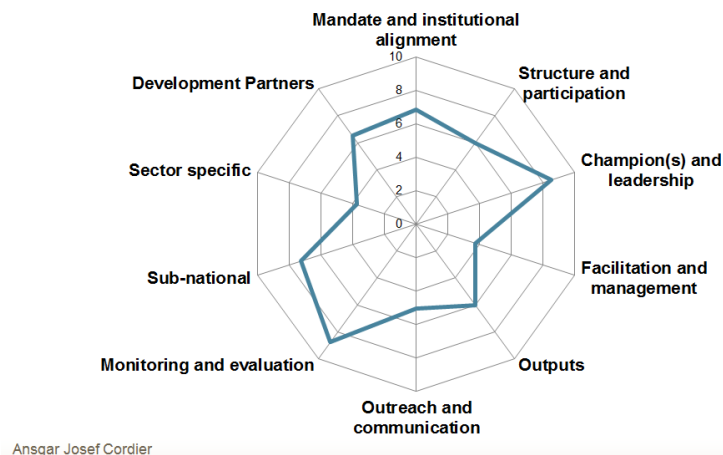 Mandate and institutional
alignment
10
Development Partners
Structure and
participation
8
6
Sector specific
Champion(s) and
leadership
4
2
0
Sub-national
Facilitation and
management
Monitoring and evaluation
Outputs
Outreach and
communication
Ansgar Josef Cordier